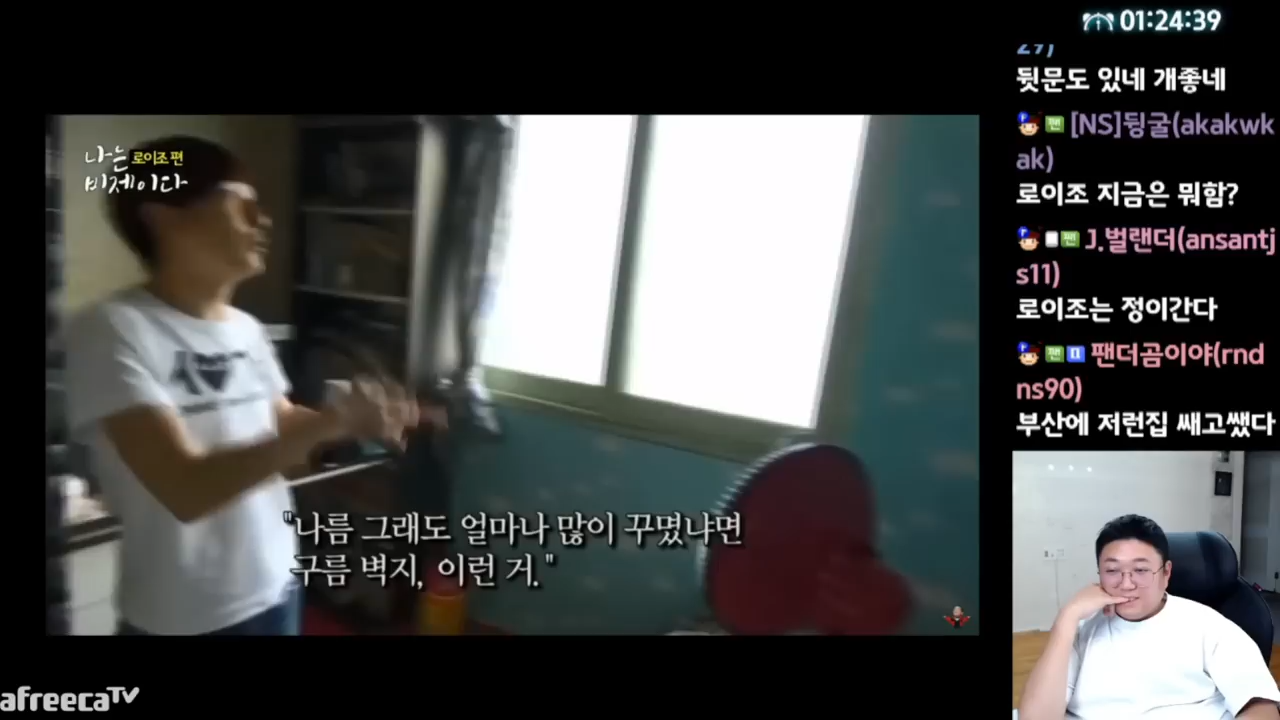 01:24:39
뒷문도 있네 개좋네
[NS]뒹굴(akakwk
ak)
로이조 지금은 뭐함?
J.벌랜더(ansantj
s11)
로이조는 정이간다
팬더곰이야(rnd
ns90)
부산에 저런집 쌔고쌨다
나는 로이조 편
비제이다
"나름 그래도 얼마나 많이 꾸몄냐면
구름 벽지, 이런 거."
afreecaTV